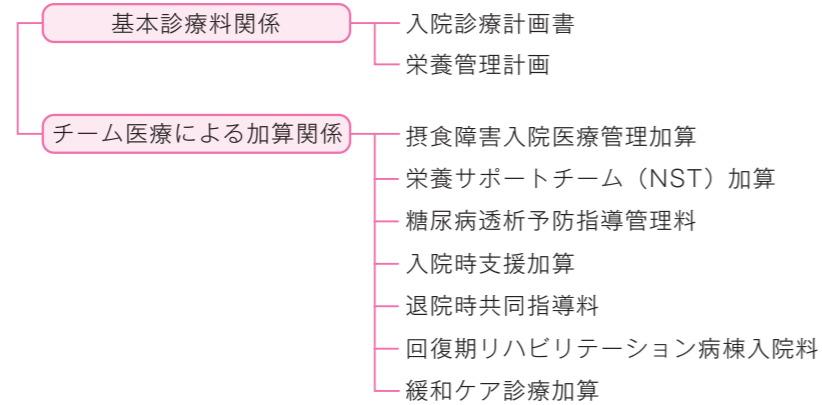 基本診療料関係
入院診療計画書
栄養管理計画
チーム医療による加算関係
摂食障害入院医療管理加算
栄養サポートチーム（NST）加算
糖尿病透析予防指導管理料
入院時支援加算
退院時共同指導料
回復期リハビリテーション病棟入院料
緩和ケア診療加算